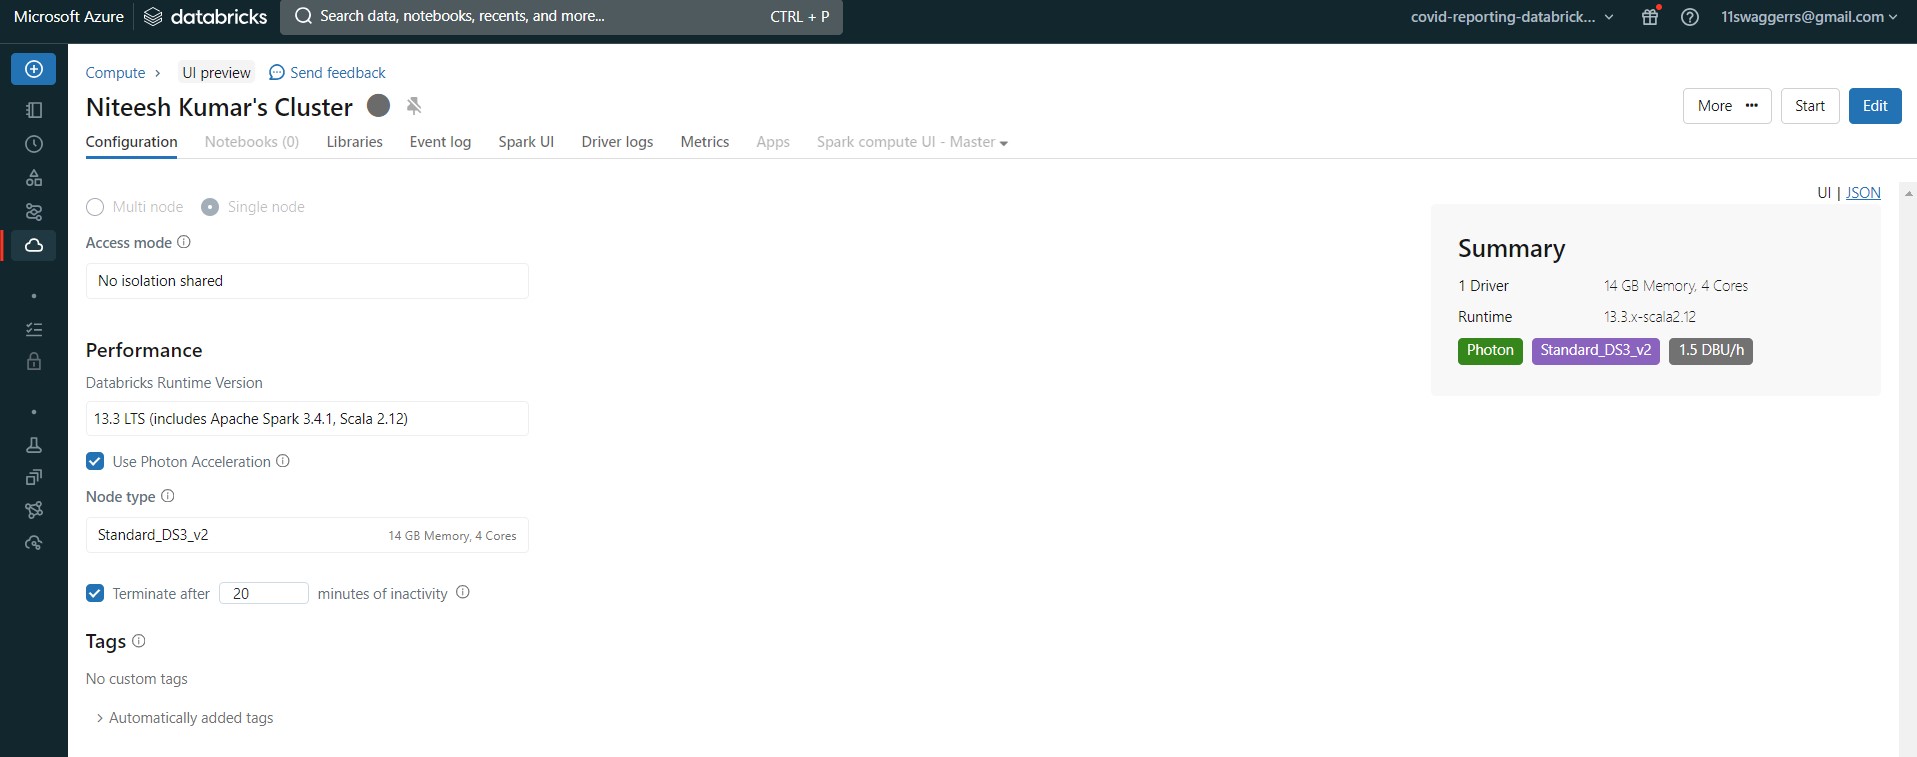 Microsoft Azure databricks Search data, notebooks, recents, and more... CTRL + P covid-reporting-databrick... 11swaggerrs@gmail.com
Compute › UI preview Send feedback
Niteesh Kumar's Cluster
More ••• Start Edit
Configuration Notebooks (0) Libraries Event log Spark UI Driver logs Metrics Apps Spark compute UI - Master
UI | JSON
Multi node Single node
Access mode
No isolation shared
Performance
Databricks Runtime Version
13.3 LTS (includes Apache Spark 3.4.1, Scala 2.12)
Use Photon Acceleration
Node type
Standard_DS3_v2 14 GB Memory, 4 Cores
Terminate after 20 minutes of inactivity
Tags
No custom tags
Automatically added tags
Summary
1 Driver 14 GB Memory, 4 Cores
Runtime 13.3.x-scala2.12
Photon Standard_DS3_v2 1.5 DBU/h